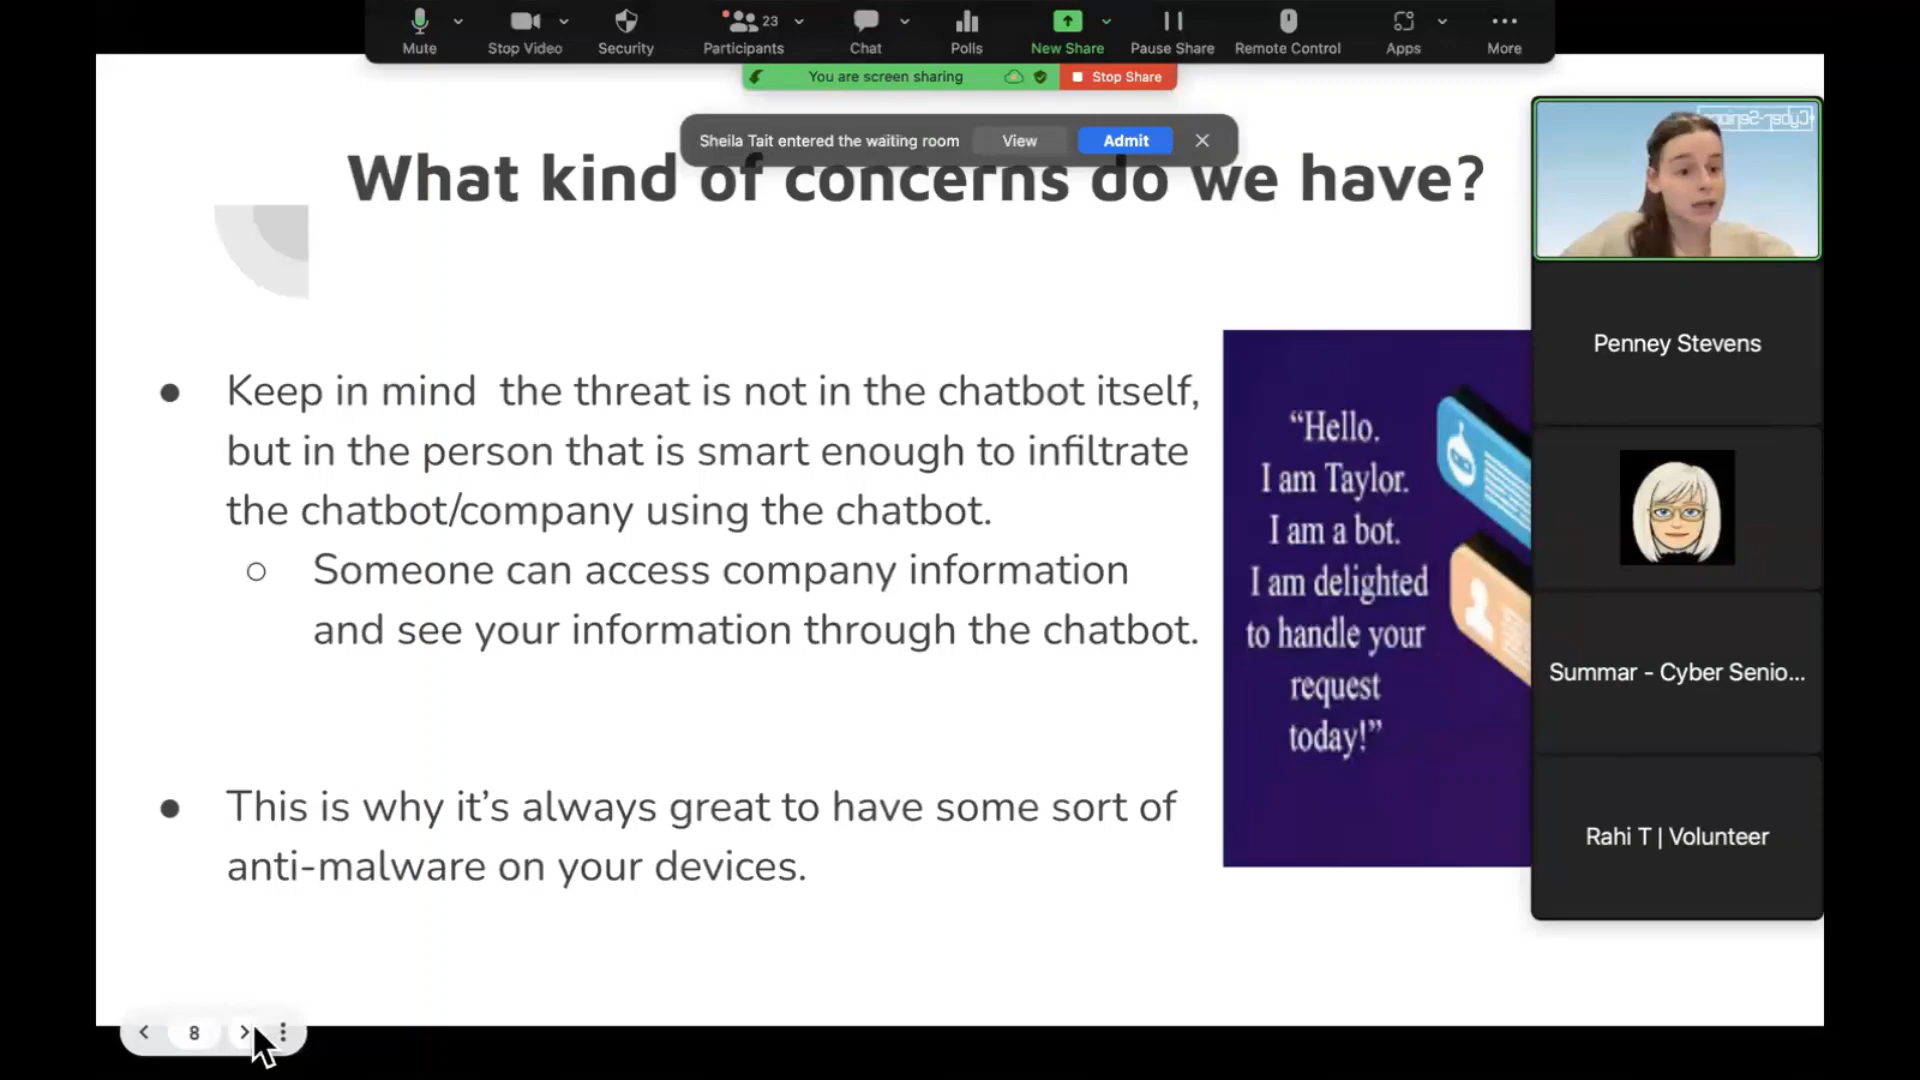 Mute
Stop Video
Security
23
Participants
Chat
Polls
New Share
Pause Share
Remote Control
Apps
More
You are screen sharing
Stop Share
Sheila Tait entered the waiting room
View
Admit
What kind of concerns do we have?
Cyber-Seniors
Keep in mind the threat is not in the chatbot itself,
but in the person that is smart enough to infiltrate
the chatbot/company using the chatbot.
Someone can access company information
and see your information through the chatbot.
This is why it’s always great to have some sort of
anti-malware on your devices.
“Hello.
I am Taylor.
I am a bot.
I am delighted
to handle your
request
today!”
Penney Stevens
Summar - Cyber Senio...
Rahi T | Volunteer
8